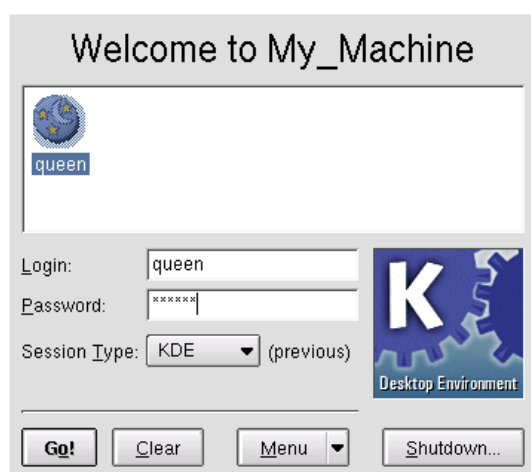 Welcome to My_Machine
queen
Login: queen
Password: ******
Session Type: KDE (previous)
K
Desktop Environment
Go! Clear Menu Shutdown...